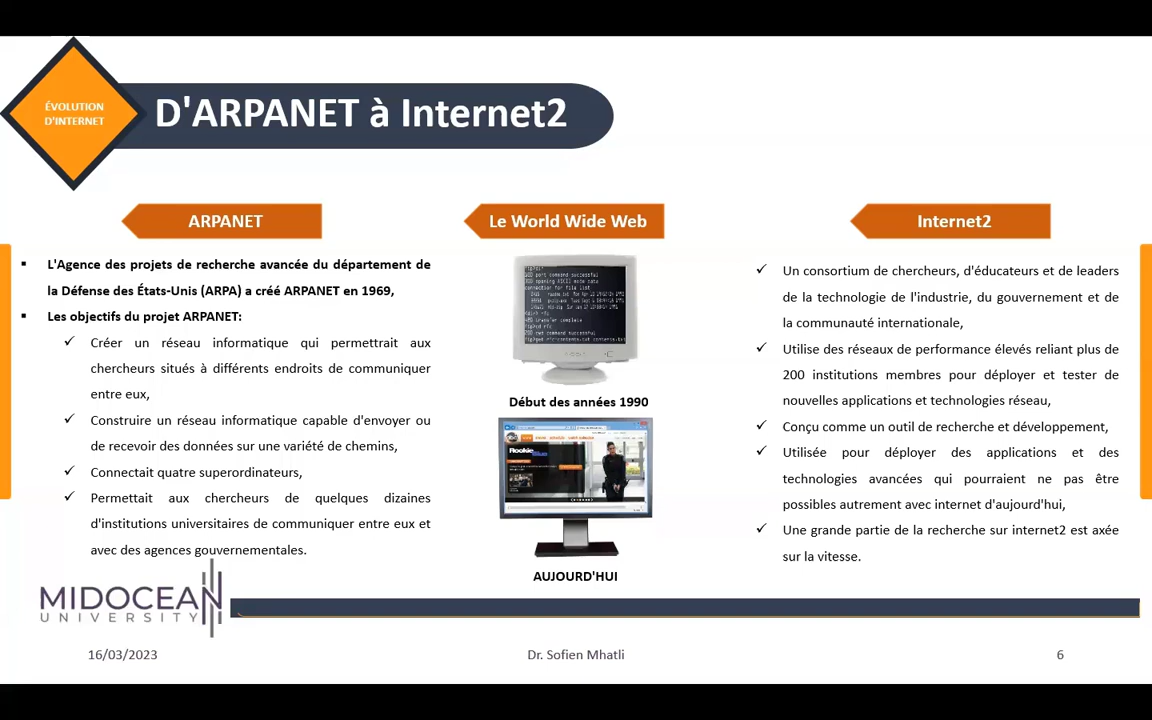 ÉVOLUTION
D'INTERNET
D'ARPANET à Internet2
ARPANET
L'Agence des projets de recherche avancée du département de
la Défense des États-Unis (ARPA) a créé ARPANET en 1969,
Les objectifs du projet ARPANET:
Créer un réseau informatique qui permettrait aux
chercheurs situés à différents endroits de communiquer
entre eux,
Construire un réseau informatique capable d'envoyer ou
de recevoir des données sur une variété de chemins,
Connectait quatre superordinateurs,
Permettait aux chercheurs de quelques dizaines
d'institutions universitaires de communiquer entre eux et
avec des agences gouvernementales.
Le World Wide Web
Début des années 1990
Rookie
Blue
AUJOURD'HUI
Internet2
Un consortium de chercheurs, d'éducateurs et de leaders
de la technologie de l'industrie, du gouvernement et de
la communauté internationale,
Utilise des réseaux de performance élevés reliant plus de
200 institutions membres pour déployer et tester de
nouvelles applications et technologies réseau,
Conçu comme un outil de recherche et développement,
Utilisée pour déployer des applications et des
technologies avancées qui pourraient ne pas être
possibles autrement avec internet d'aujourd'hui,
Une grande partie de la recherche sur internet2 est axée
sur la vitesse.
MIDOCEAN
UNIVERSITY
16/03/2023
Dr. Sofien Mhatli
6